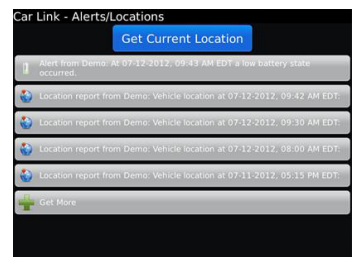 Car Link - Alerts/Locations
Get Current Location
Alert from Demo: At 07-12-2012, 09:43 AM EDT a low battery state
occurred.
Location report from Demo: Vehicle location at 07-12-2012, 09:42 AM EDT:
Location report from Demo: Vehicle location at 07-12-2012, 09:30 AM EDT:
Location report from Demo: Vehicle location at 07-12-2012, 08:00 AM EDT:
Location report from Demo: Vehicle location at 07-11-2012, 05:15 PM EDT:
Get More